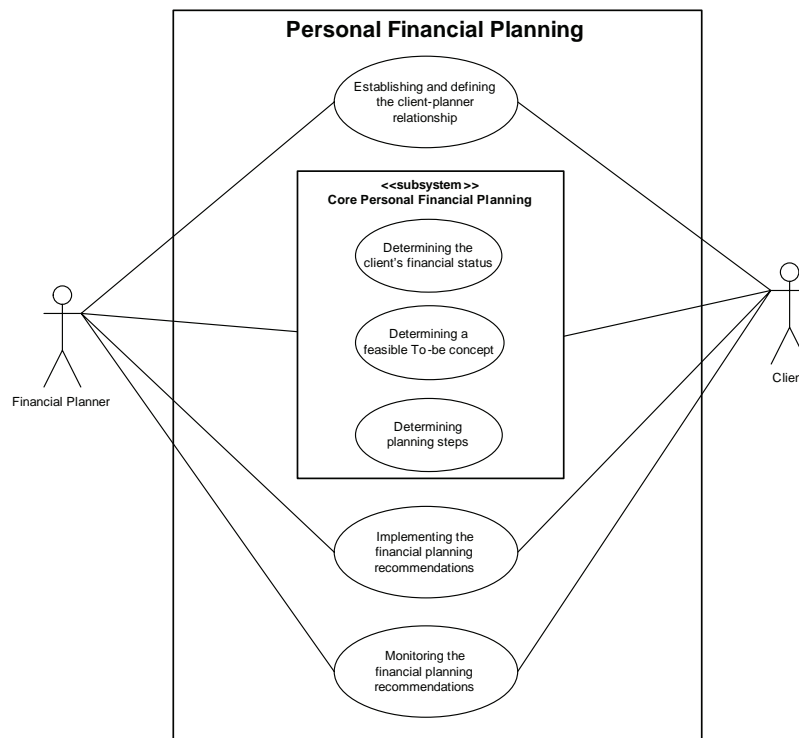 Personal Financial Planning
Establishing and defining
the client-planner
relationship
<<subsystem>>
Core Personal Financial Planning
Determining the
client's financial status
Determining a
feasible To-be concept
Determining
planning steps
Financial Planner
Client
Implementing the
financial planning
recommendations
Monitoring the
financial planning
recommendations